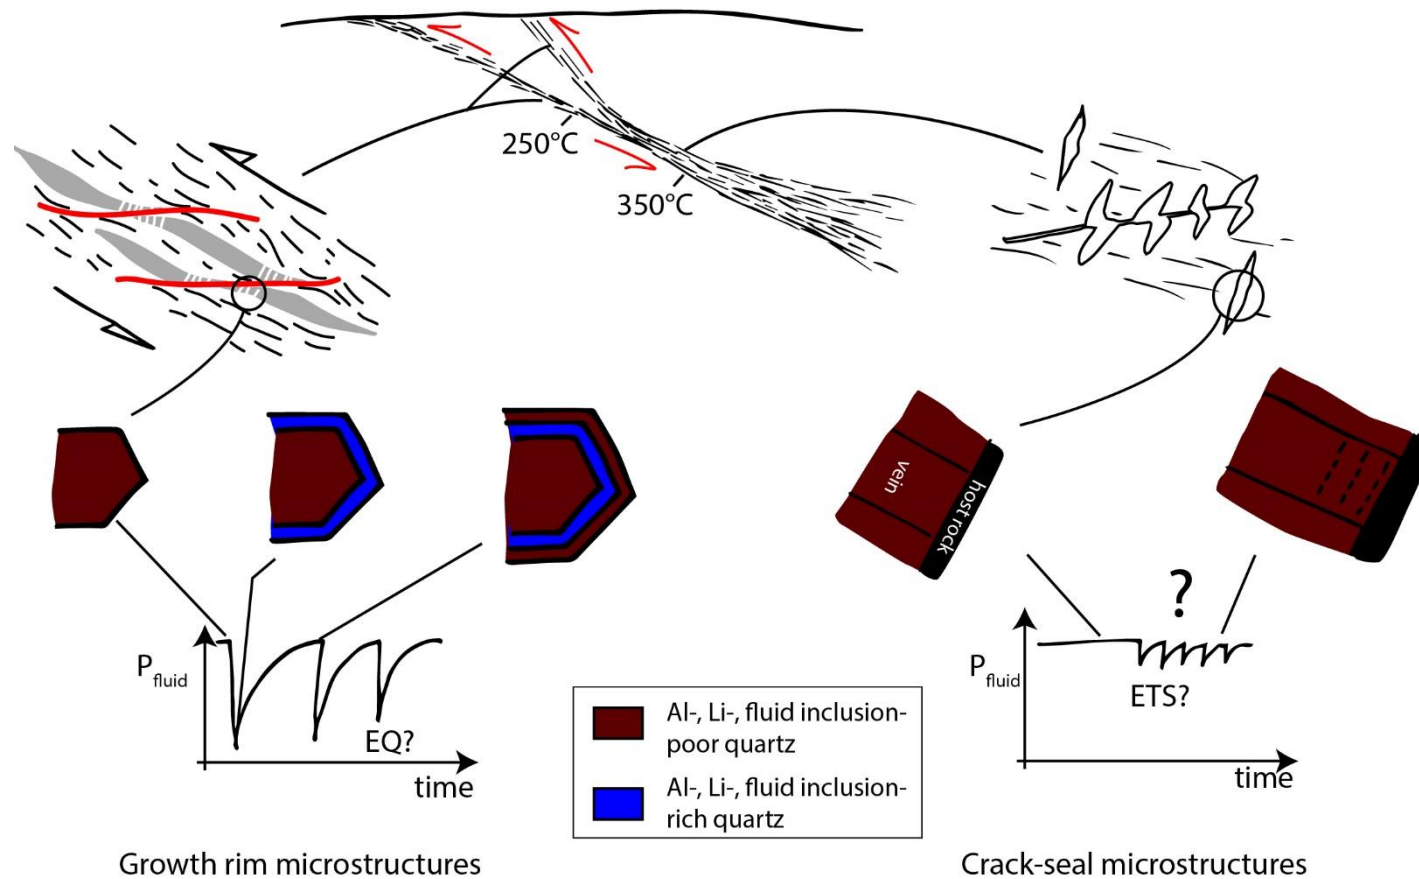 250°C
350°C
vein
host rock
P fluid
EQ?
time
Al-, Li-, fluid inclusion-
poor quartz
Al-, Li-, fluid inclusion-
rich quartz
?
P fluid
ETS?
time
Growth rim microstructures
Crack-seal microstructures